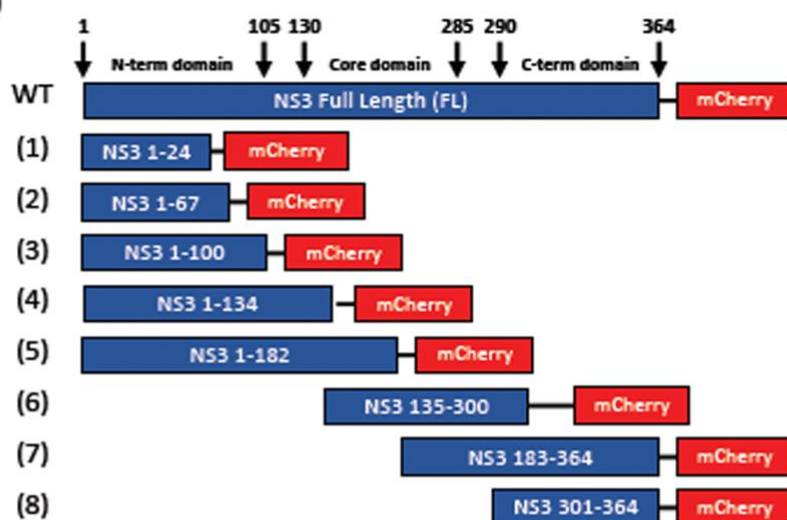 1 105 130 285 290 364
N-term domain Core domain C-term domain
WT NS3 Full Length (FL) mCherry
(1) NS3 1-24 mCherry
(2) NS3 1-67 mCherry
(3) NS3 1-100 mCherry
(4) NS3 1-134 mCherry
(5) NS3 1-182 mCherry
(6) NS3 135-300 mCherry
(7) NS3 183-364 mCherry
(8) NS3 301-364 mCherry